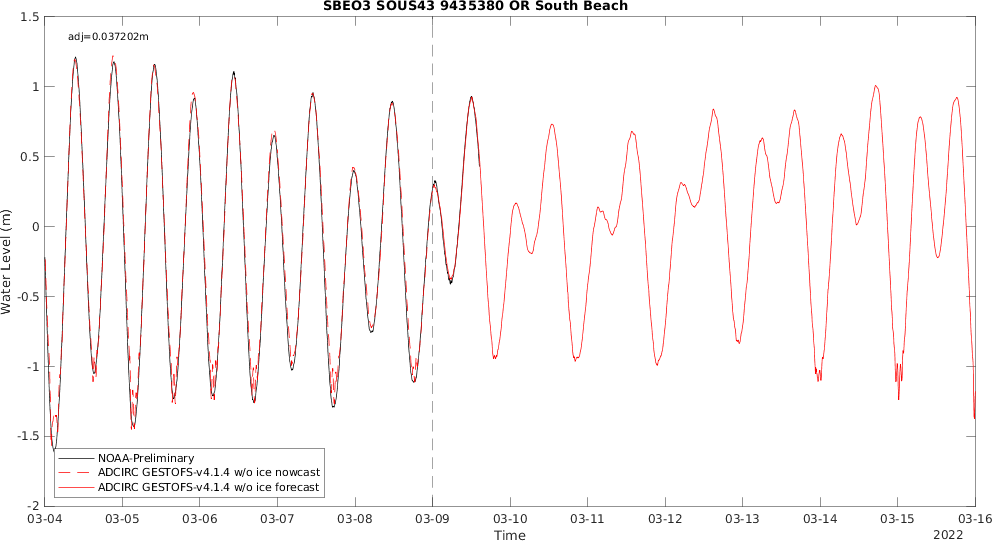 SBEO3 SOUS43 9435380 OR South Beach
adj=0.037202m
1.5
1
0.5
0
-0.5
-1
-1.5
-2
Water Level (m)
NOAA-Preliminary
ADCIRC GESTOFS-v4.1.4 w/o ice nowcast
ADCIRC GESTOFS-v4.1.4 w/o ice forecast
03-04 03-05 03-06 03-07 03-08 03-09 03-10 03-11 03-12 03-13 03-14 03-15 03-16
Time
2022